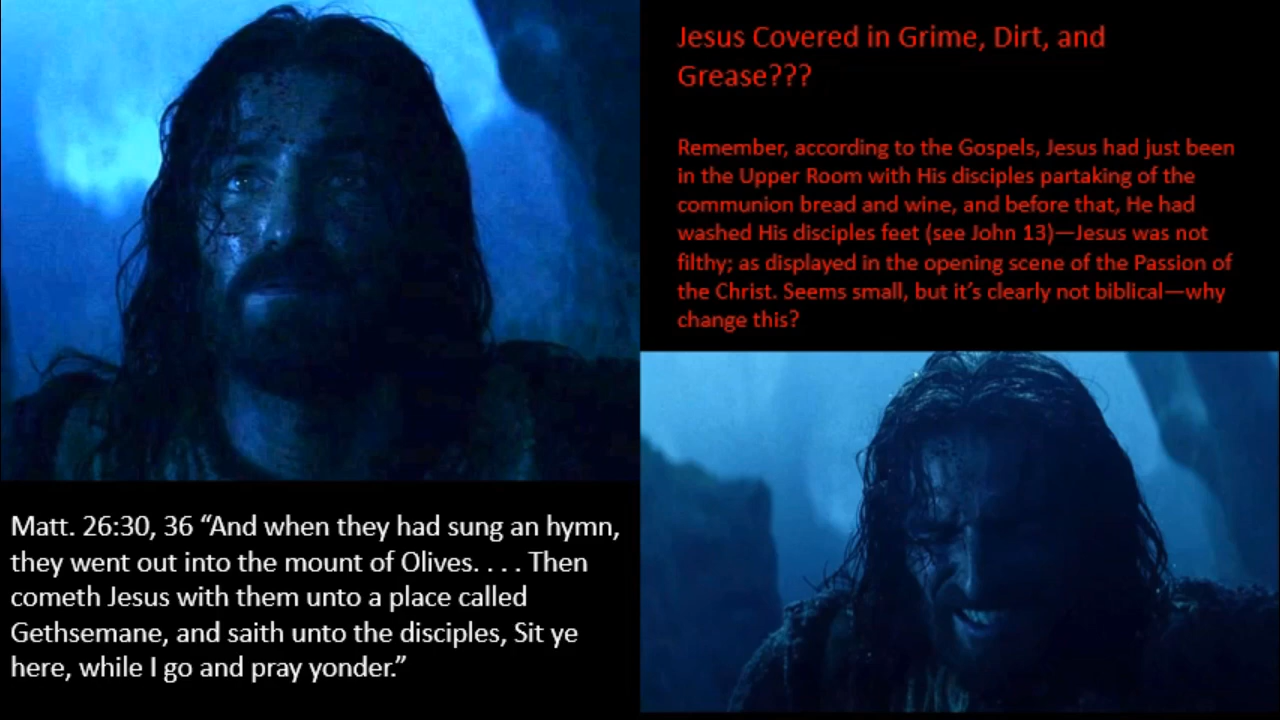 Jesus Covered in Grime, Dirt, and
Grease???
Remember, according to the Gospels, Jesus had just been
in the Upper Room with His disciples partaking of the
communion bread and wine, and before that, He had
washed His disciples feet (see John 13)—Jesus was not
filthy; as displayed in the opening scene of the Passion of
the Christ. Seems small, but it’s clearly not biblical—why
change this?
Matt. 26:30, 36 “And when they had sung an hymn,
they went out into the mount of Olives. . . . Then
cometh Jesus with them unto a place called
Gethsemane, and saith unto the disciples, Sit ye
here, while I go and pray yonder.”